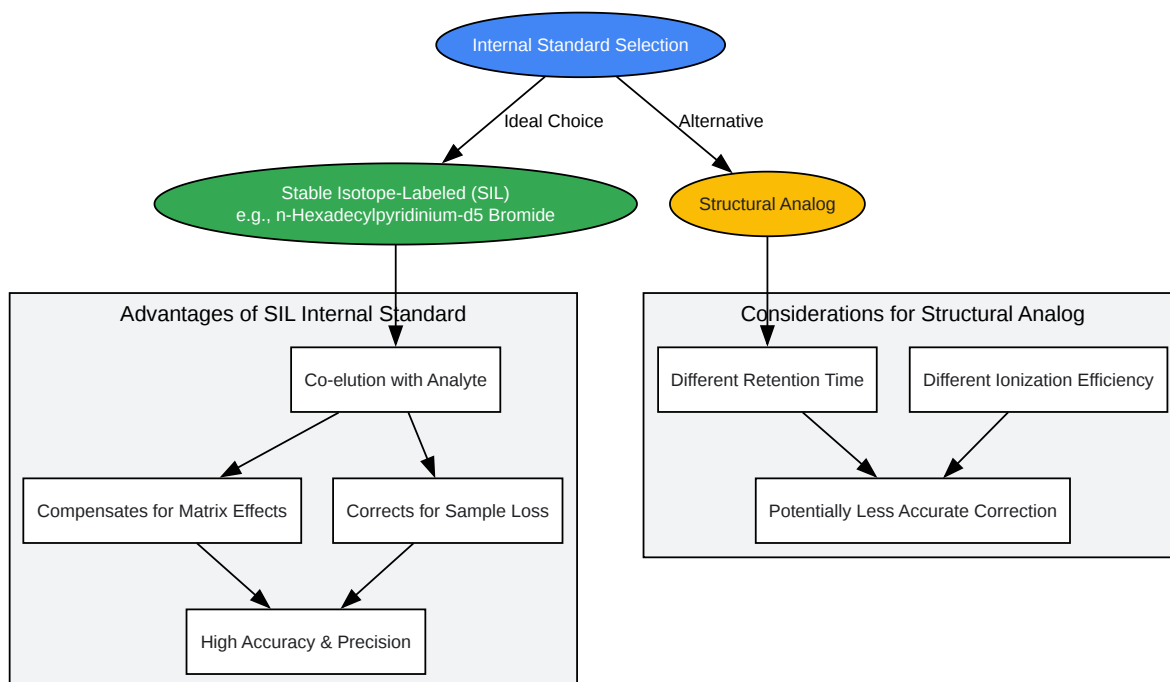 Internal Standard Selection
Ideal Choice
Alternative
Stable Isotope-Labeled (SIL)
e.g., n-Hexadecylpyridinium-d5 Bromide
Structural Analog
Advantages of SIL Internal Standard
Considerations for Structural Analog
Co-elution with Analyte
Different Retention Time
Different Ionization Efficiency
Compensates for Matrix Effects
Corrects for Sample Loss
Potentially Less Accurate Correction
High Accuracy & Precision